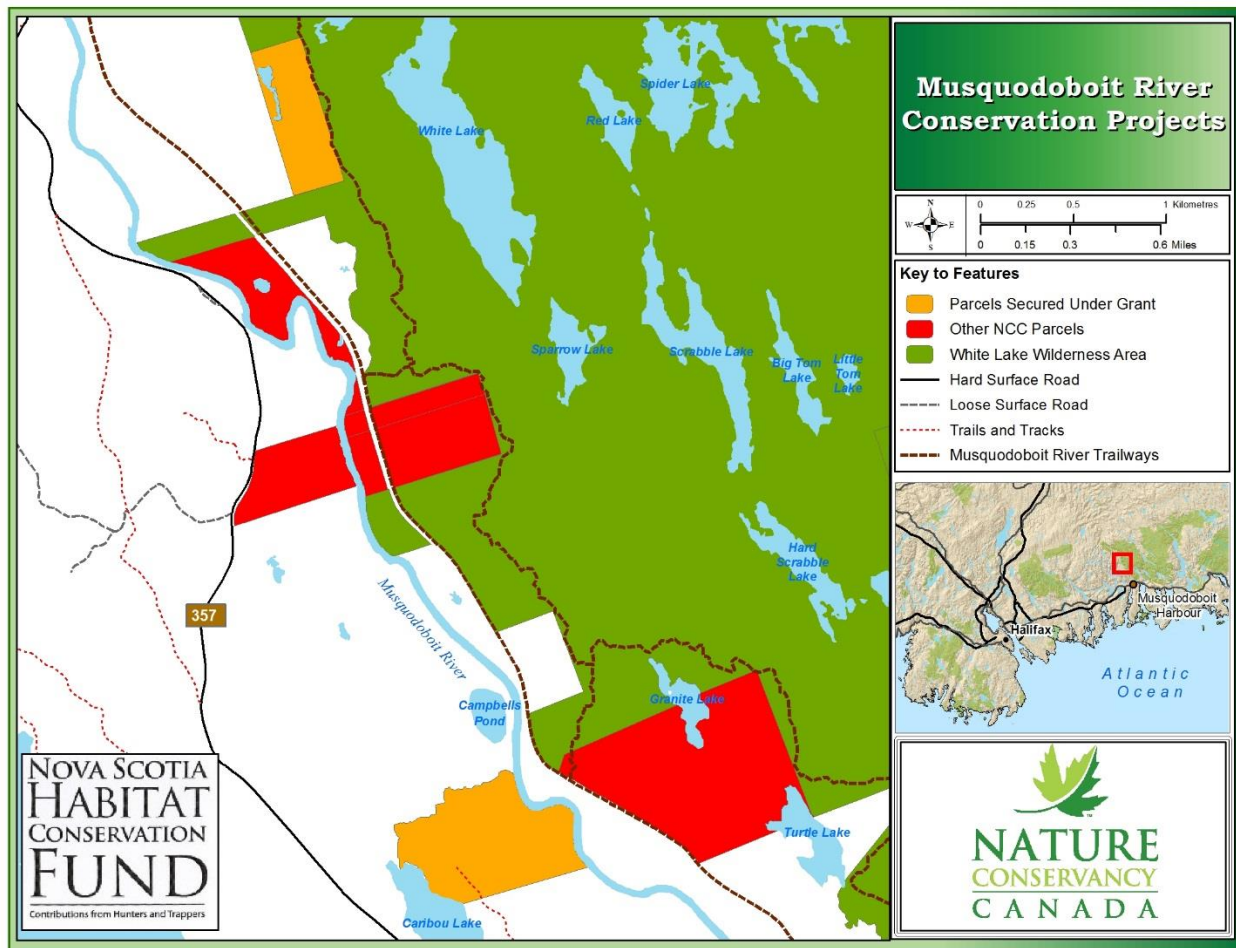 Musquodoboit River
Conservation Projects
N
W E
S
0 0.25 0.5 1 Kilometres
0 0.15 0.3 0.6 Miles
Key to Features
Parcels Secured Under Grant
Other NCC Parcels
White Lake Wilderness Area
Hard Surface Road
Loose Surface Road
Trails and Tracks
Musquodoboit River Trailways
Spider Lake
Red Lake
White Lake
Sparrow Lake
Scrabble Lake
Big Tom
Lake
Little
Tom
Lake
Hard
Scrabble
Lake
357
Musquodoboit River
Campbells
Pond
Granite Lake
Turtle Lake
Caribou Lake
Musquodoboit
Harbour
Halifax
Atlantic
Ocean
NOVA SCOTIA
HABITAT
CONSERVATION
FUND
Contributions from Hunters and Trappers
NATURE
CONSERVANCY
CANADA